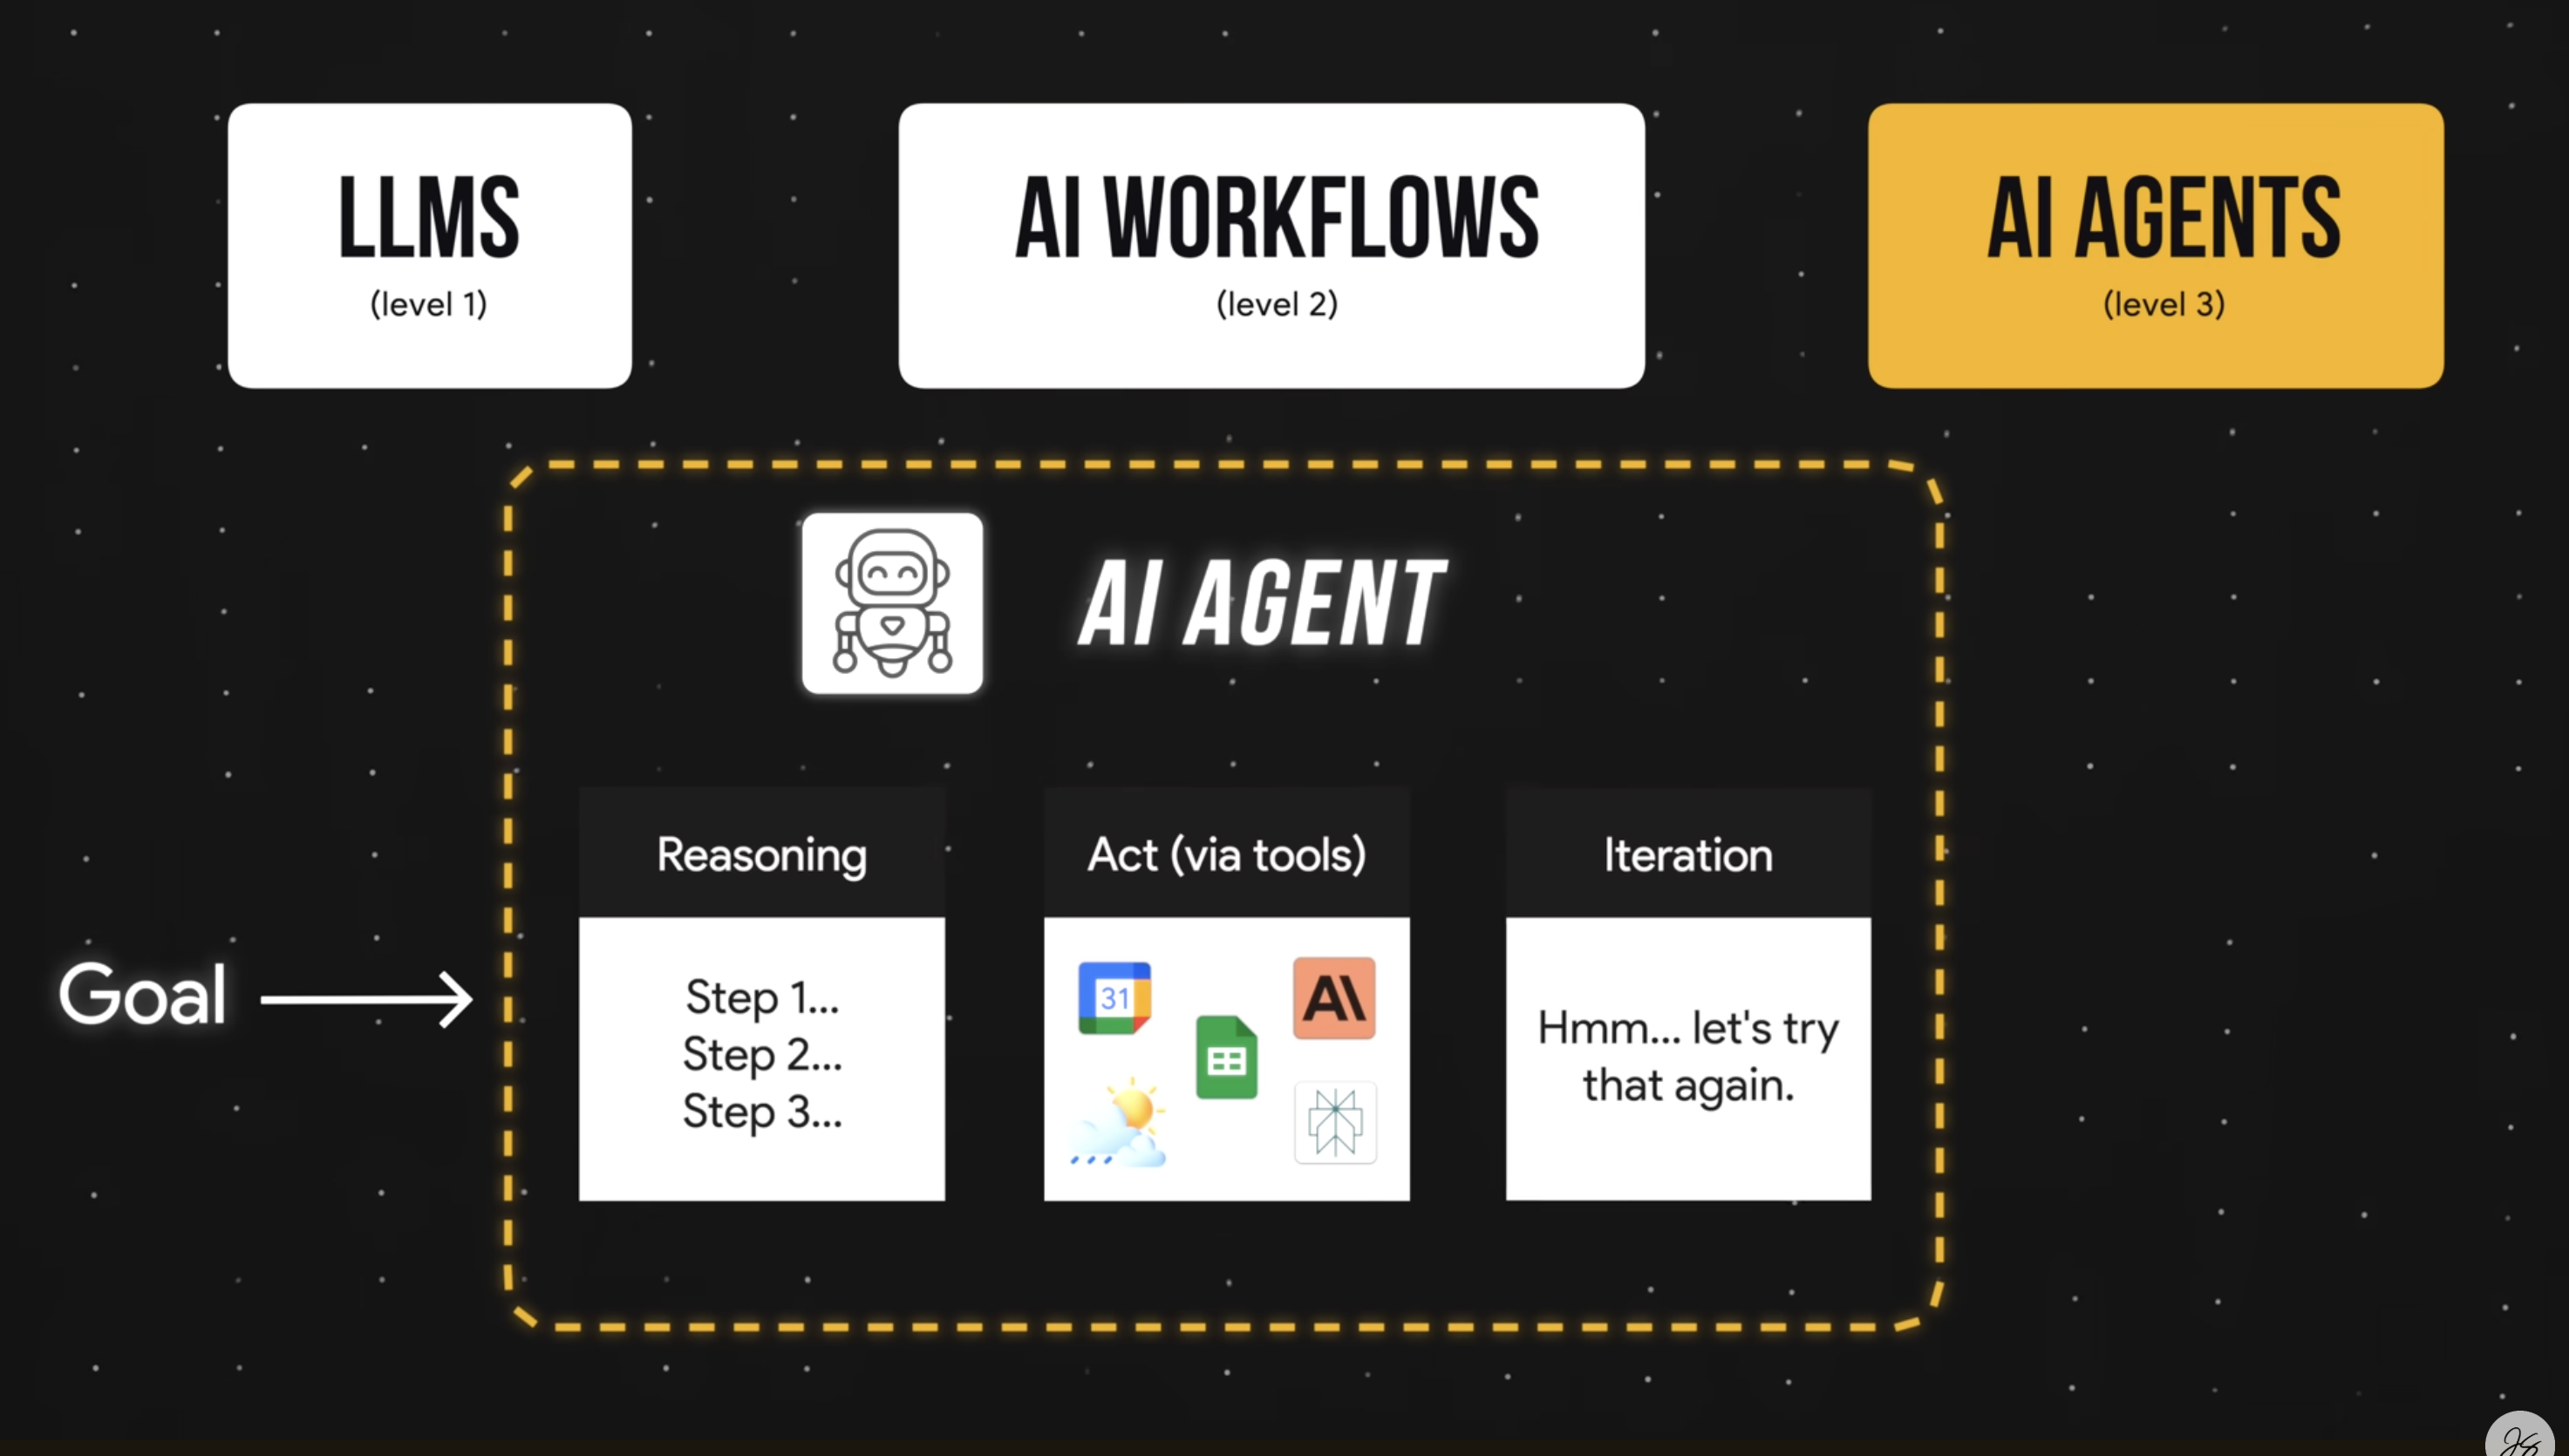 LLMS
(level 1)
AI WORKFLOWS
(level 2)
AI AGENTS
(level 3)
AI AGENT
Goal
Reasoning
Step 1...
Step 2...
Step 3...
Act (via tools)
31
A\
Iteration
Hmm... let's try
that again.